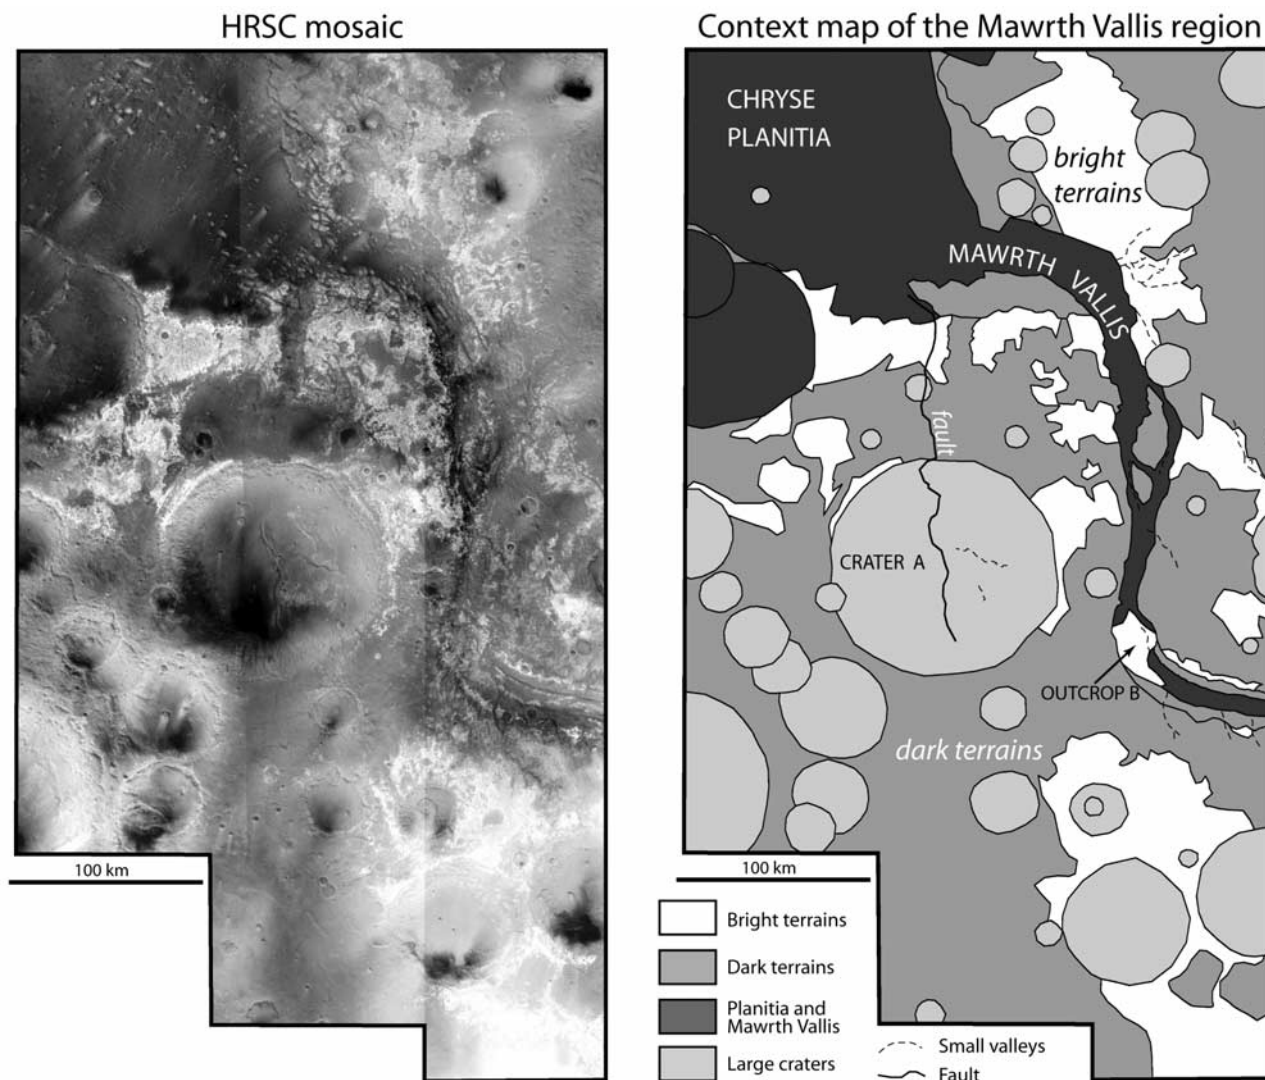 HRSC mosaic
Context map of the Mawrth Vallis region
CHRYSE
PLANITIA
bright
terrains
MAWRTH VALLIS
fault
CRATER A
OUTCROP B
dark terrains
100 km
100 km
Bright terrains
Dark terrains
Planitia and
Mawrth Vallis
Large craters
Small valleys
Fault